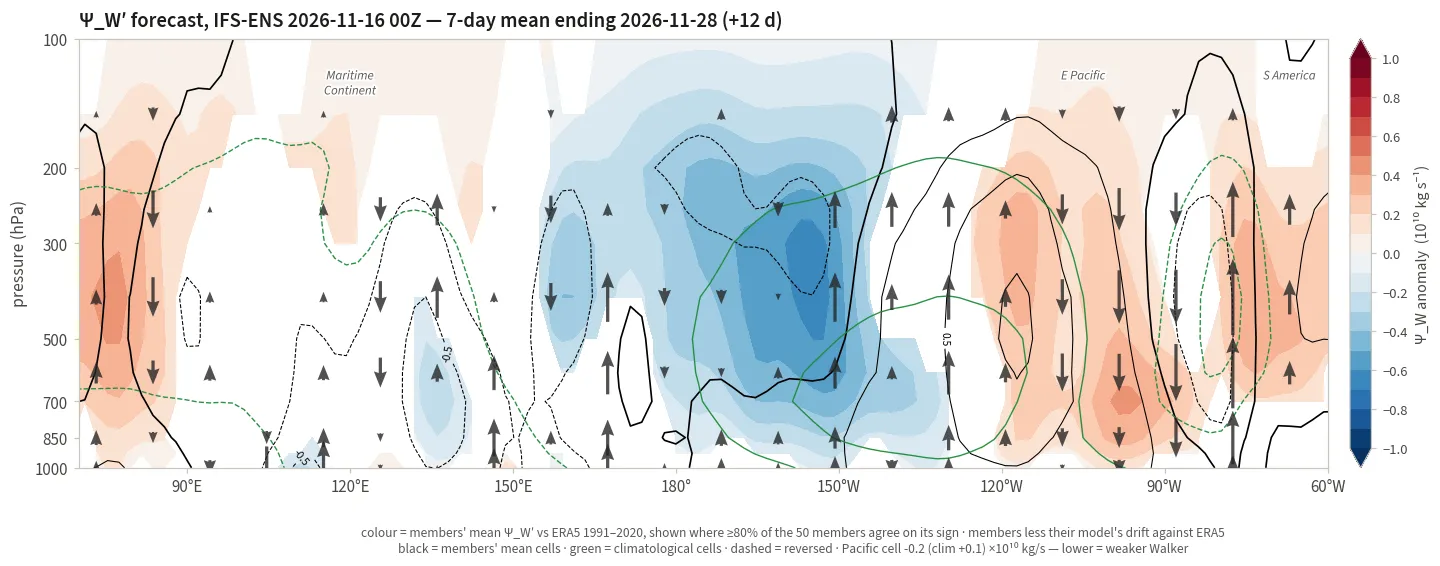 Ψ_W′ forecast, IFS-ENS 2026-11-16 00Z — 7-day mean ending 2026-11-28 (+12 d)
100
200
300
400
500
700
850
1000
pressure (hPa)
Maritime
Continent
E Pacific
S America
-0.5
0.5
-0.5
90°E
120°E
150°E
180°
150°W
120°W
90°W
60°W
1.0
0.8
0.6
0.4
0.2
0.0
−0.2
−0.4
−0.6
−0.8
−1.0
Ψ_W anomaly (10¹⁰ kg s⁻¹)
colour = members' mean Ψ_W′ vs ERA5 1991–2020, shown where ≥80% of the 50 members agree on its sign · members less their model's drift against ERA5
black = members' mean cells · green = climatological cells · dashed = reversed · Pacific cell -0.2 (clim +0.1) ×10¹⁰ kg/s — lower = weaker Walker